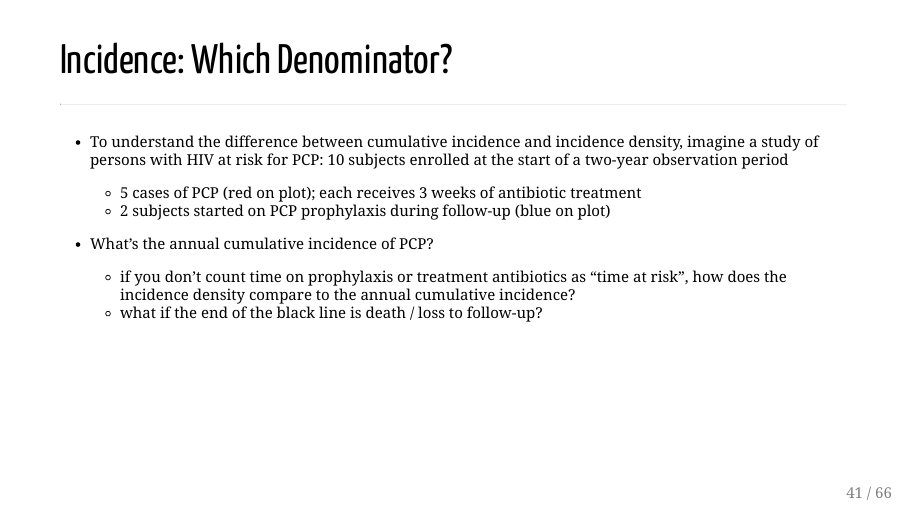 Incidence: Which Denominator?
• To understand the difference between cumulative incidence and incidence density, imagine a study of
persons with HIV at risk for PCP: 10 subjects enrolled at the start of a two-year observation period
◦ 5 cases of PCP (red on plot); each receives 3 weeks of antibiotic treatment
◦ 2 subjects started on PCP prophylaxis during follow-up (blue on plot)
• What’s the annual cumulative incidence of PCP?
◦ if you don’t count time on prophylaxis or treatment antibiotics as “time at risk”, how does the
incidence density compare to the annual cumulative incidence?
◦ what if the end of the black line is death / loss to follow-up?
41 / 66